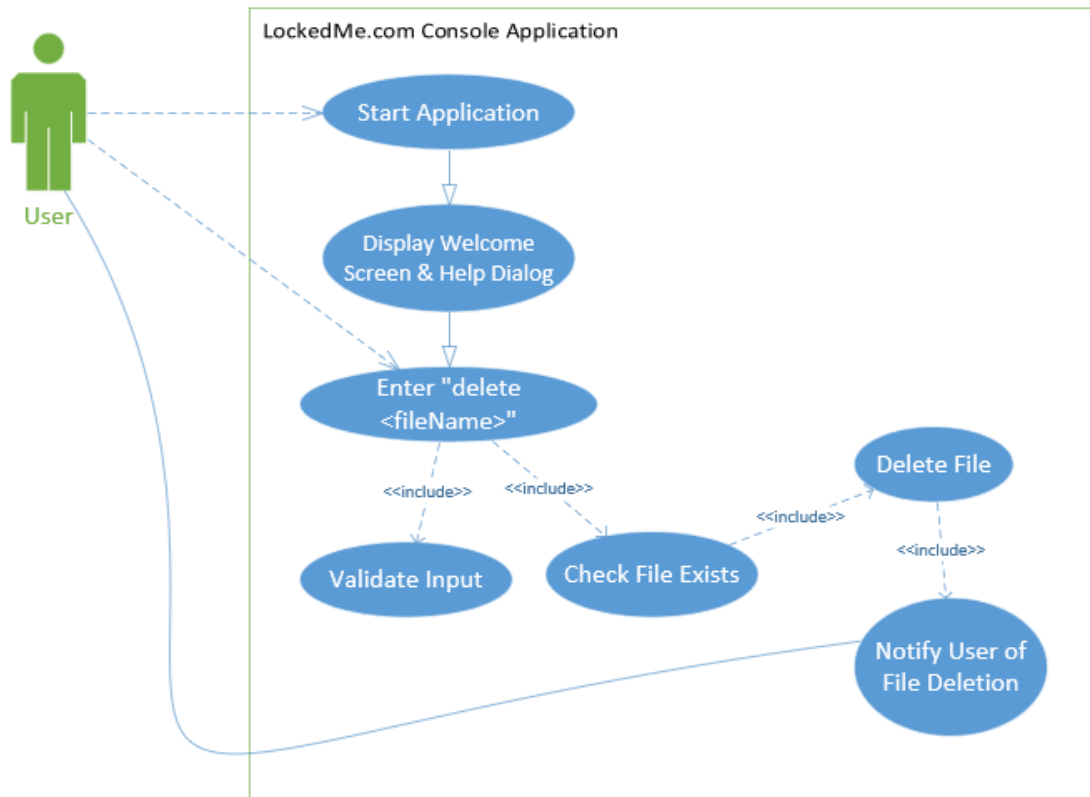 LockedMe.com Console Application
Start Application
User
Display Welcome
Screen & Help Dialog
Enter "delete
<fileName>"
Delete File
<<include>>
<<include>>
<<include>>
<<include>>
Validate Input
Check File Exists
Notify User of
File Deletion